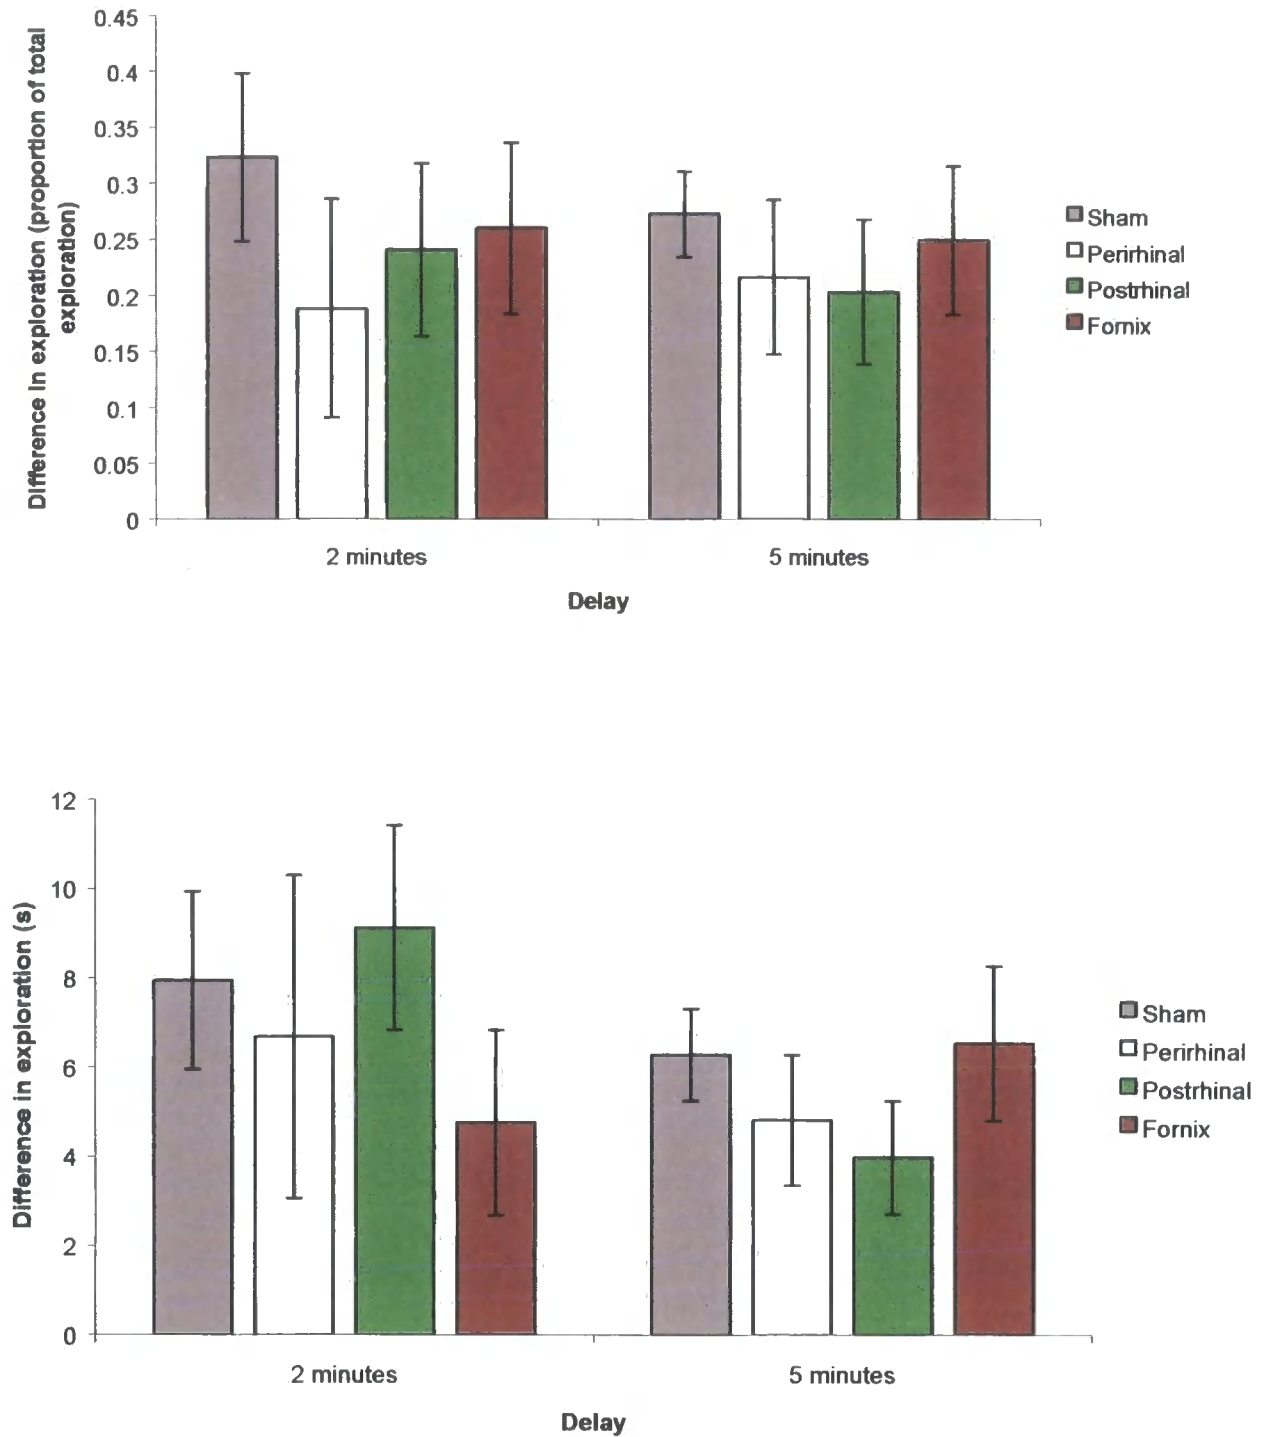 Difference in exploration (proportion of total
exploration)
0.45
0.4
0.35
0.3
0.25
0.2
0.15
0.1
0.05
0
2 minutes
5 minutes
Delay
Sham
Perirhinal
Postrhinal
Fornix
Difference in exploration (s)
12
10
8
6
4
2
0
2 minutes
5 minutes
Delay
Sham
Perirhinal
Postrhinal
Fornix